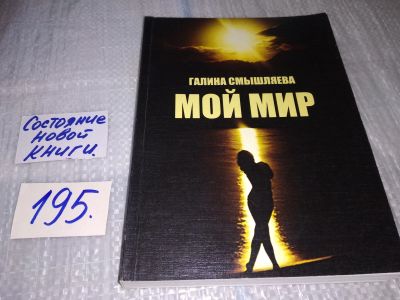 Состояние
новой
книги.
195.
ГАЛИНА СМЫШЛЯЕВА
МОЙ МИР